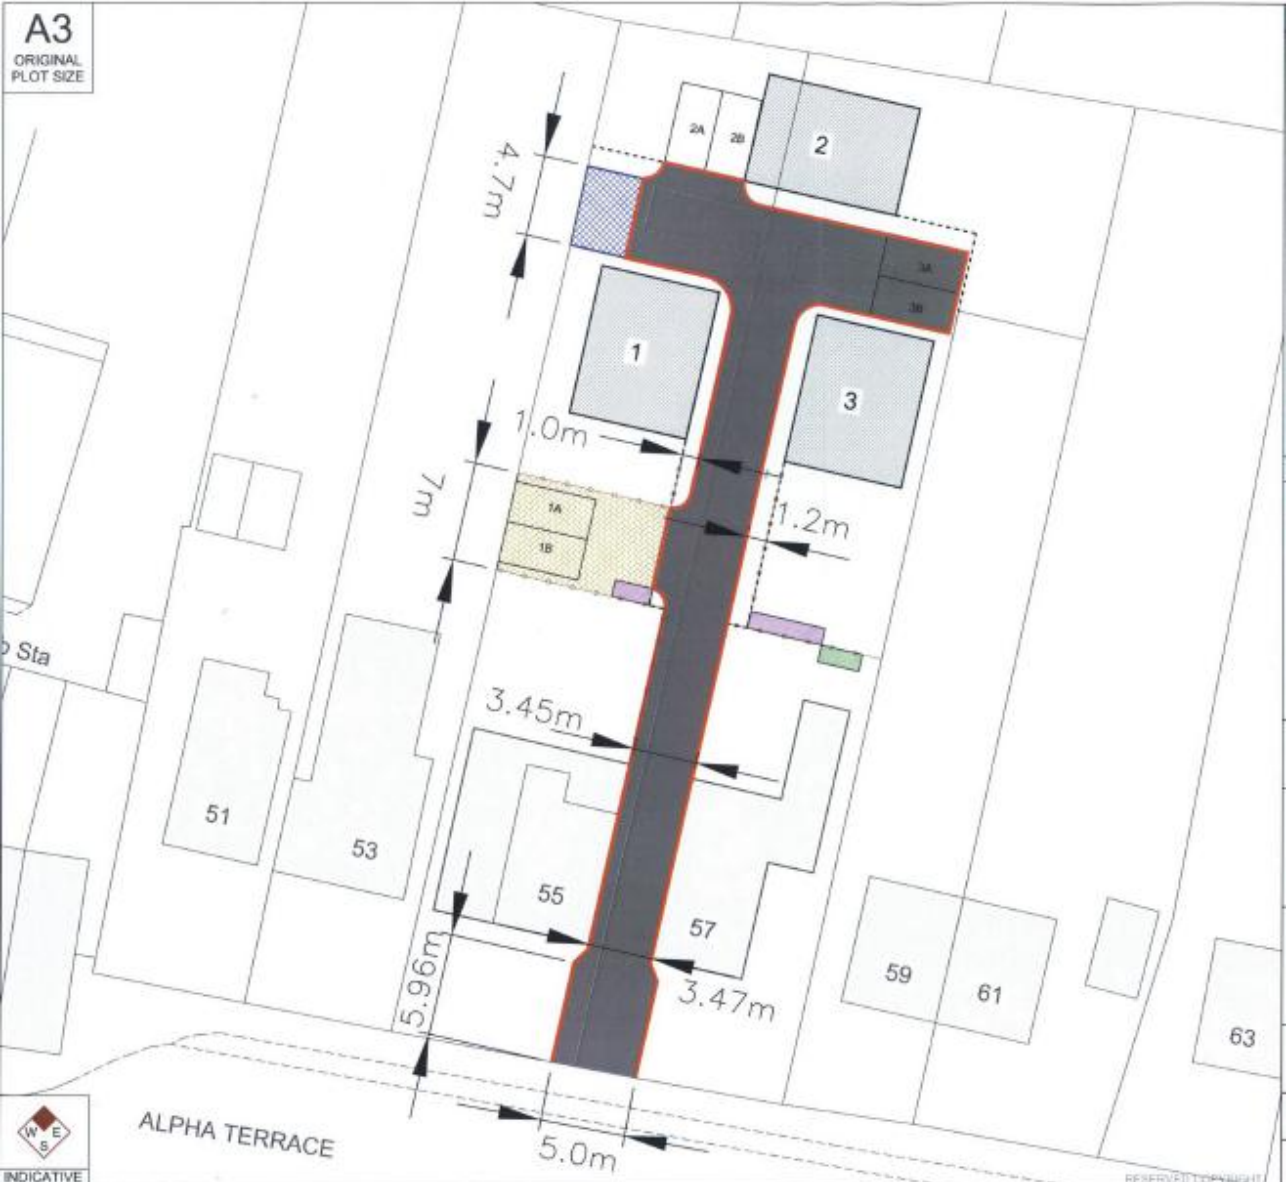 A3
ORIGINAL
PLOT SIZE
2A
2B
2
4.7m
3A
3B
1
3
1.0m
7m
1A
1B
1.2m
Sta
3.45m
51
53
55
57
59
61
63
5.96m
3.47m
W E
S
INDICATIVE
ALPHA TERRACE
5.0m
RESERVED COPYRIGHT